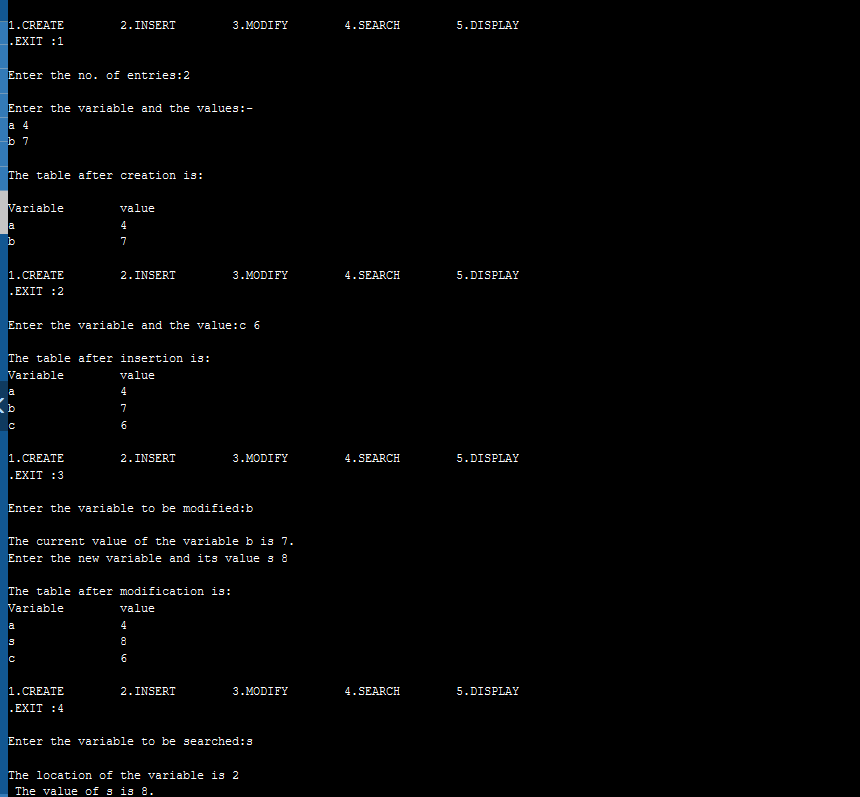 1.CREATE 2.INSERT 3.MODIFY 4.SEARCH 5.DISPLAY
.EXIT :1
Enter the no. of entries:2
Enter the variable and the values:-
a 4
b 7
The table after creation is:
Variable value
a 4
b 7
1.CREATE 2.INSERT 3.MODIFY 4.SEARCH 5.DISPLAY
.EXIT :2
Enter the variable and the value:c 6
The table after insertion is:
Variable value
a 4
b 7
c 6
1.CREATE 2.INSERT 3.MODIFY 4.SEARCH 5.DISPLAY
.EXIT :3
Enter the variable to be modified:b
The current value of the variable b is 7.
Enter the new variable and its value s 8
The table after modification is:
Variable value
a 4
s 8
c 6
1.CREATE 2.INSERT 3.MODIFY 4.SEARCH 5.DISPLAY
.EXIT :4
Enter the variable to be searched:s
The location of the variable is 2
The value of s is 8.